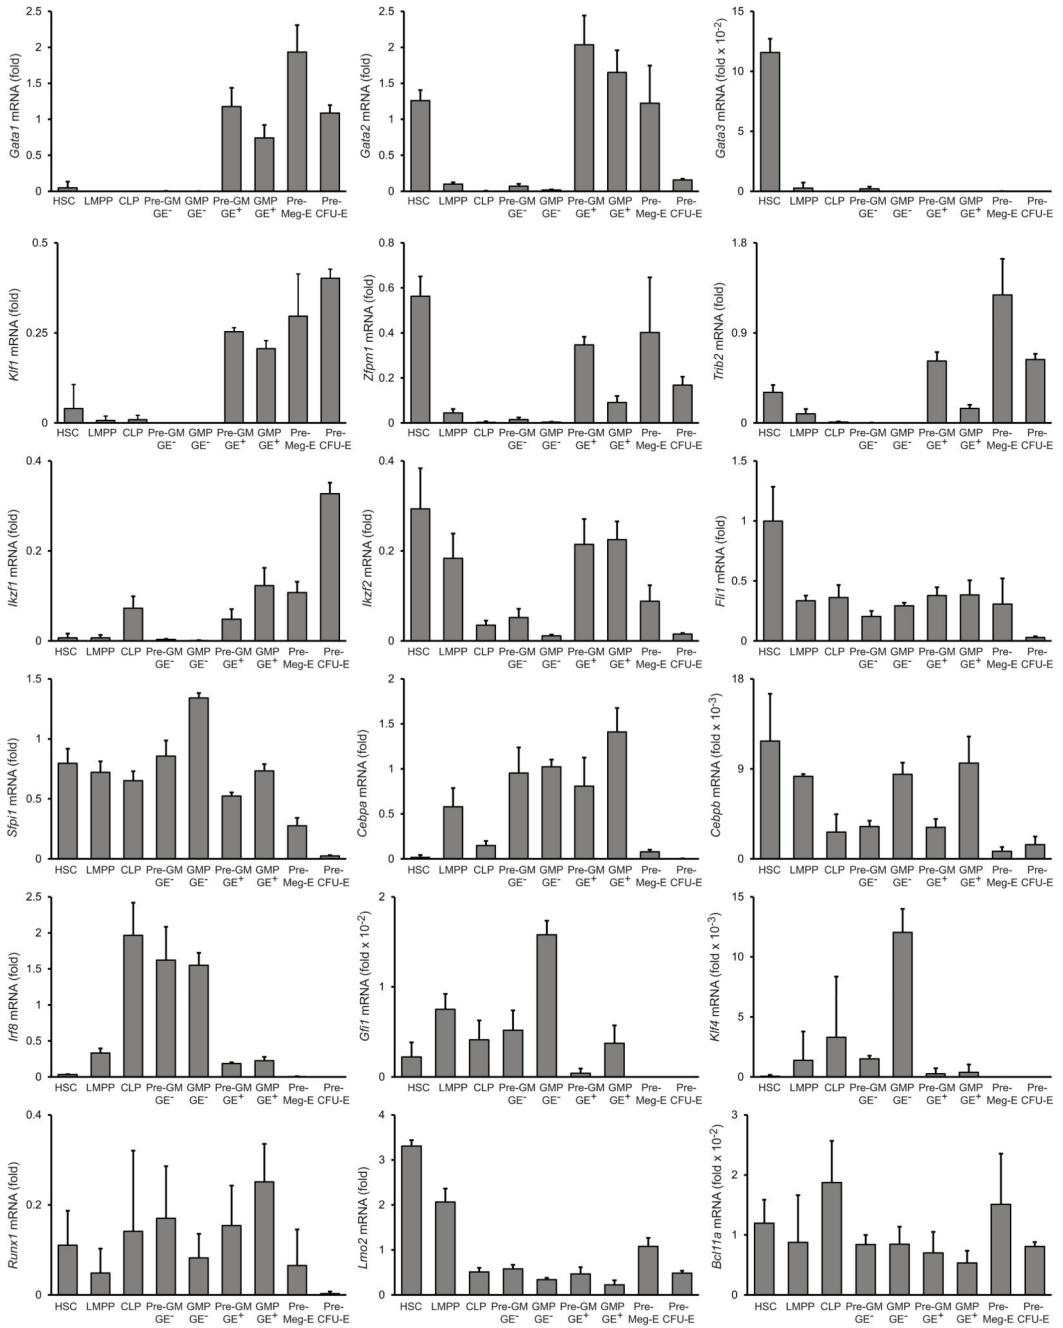 Gata1 mRNA (fold)
2.5
2
1.5
1
0.5
0
HSC LMPP CLP Pre-GM GE⁻ GMP GE⁻ Pre-GM GE⁺ GMP GE⁺ Pre-Meg-E Pre-CFU-E
Gata2 mRNA (fold)
2.5
2
1.5
1
0.5
0
HSC LMPP CLP Pre-GM GE⁻ GMP GE⁻ Pre-GM GE⁺ GMP GE⁺ Pre-Meg-E Pre-CFU-E
Gata3 mRNA (fold x 10⁻²)
15
10
5
0
HSC LMPP CLP Pre-GM GE⁻ GMP GE⁻ Pre-GM GE⁺ GMP GE⁺ Pre-Meg-E Pre-CFU-E
Klf1 mRNA (fold)
0.5
0.25
0
HSC LMPP CLP Pre-GM GE⁻ GMP GE⁻ Pre-GM GE⁺ GMP GE⁺ Pre-Meg-E Pre-CFU-E
Zfpm1 mRNA (fold)
0.8
0.6
0.4
0.2
0
HSC LMPP CLP Pre-GM GE⁻ GMP GE⁻ Pre-GM GE⁺ GMP GE⁺ Pre-Meg-E Pre-CFU-E
Trib2 mRNA (fold)
1.8
0.9
0
HSC LMPP CLP Pre-GM GE⁻ GMP GE⁻ Pre-GM GE⁺ GMP GE⁺ Pre-Meg-E Pre-CFU-E
Ikzf1 mRNA (fold)
0.4
0.2
0
HSC LMPP CLP Pre-GM GE⁻ GMP GE⁻ Pre-GM GE⁺ GMP GE⁺ Pre-Meg-E Pre-CFU-E
Ikzf2 mRNA (fold)
0.4
0.2
0
HSC LMPP CLP Pre-GM GE⁻ GMP GE⁻ Pre-GM GE⁺ GMP GE⁺ Pre-Meg-E Pre-CFU-E
Fli1 mRNA (fold)
1.5
1
0.5
0
HSC LMPP CLP Pre-GM GE⁻ GMP GE⁻ Pre-GM GE⁺ GMP GE⁺ Pre-Meg-E Pre-CFU-E
Sfpi1 mRNA (fold)
1.5
1
0.5
0
HSC LMPP CLP Pre-GM GE⁻ GMP GE⁻ Pre-GM GE⁺ GMP GE⁺ Pre-Meg-E Pre-CFU-E
Cebpa mRNA (fold)
2
1.5
1
0.5
0
HSC LMPP CLP Pre-GM GE⁻ GMP GE⁻ Pre-GM GE⁺ GMP GE⁺ Pre-Meg-E Pre-CFU-E
Cebpb mRNA (fold x 10⁻³)
18
9
0
HSC LMPP CLP Pre-GM GE⁻ GMP GE⁻ Pre-GM GE⁺ GMP GE⁺ Pre-Meg-E Pre-CFU-E
Irf8 mRNA (fold)
2.5
2
1.5
1
0.5
0
HSC LMPP CLP Pre-GM GE⁻ GMP GE⁻ Pre-GM GE⁺ GMP GE⁺ Pre-Meg-E Pre-CFU-E
Gfi1 mRNA (fold x 10⁻²)
2
1
0
HSC LMPP CLP Pre-GM GE⁻ GMP GE⁻ Pre-GM GE⁺ GMP GE⁺ Pre-Meg-E Pre-CFU-E
Klf4 mRNA (fold x 10⁻³)
15
10
5
0
HSC LMPP CLP Pre-GM GE⁻ GMP GE⁻ Pre-GM GE⁺ GMP GE⁺ Pre-Meg-E Pre-CFU-E
Runx1 mRNA (fold)
0.4
0.2
0
HSC LMPP CLP Pre-GM GE⁻ GMP GE⁻ Pre-GM GE⁺ GMP GE⁺ Pre-Meg-E Pre-CFU-E
Lmo2 mRNA (fold)
4
3
2
1
0
HSC LMPP CLP Pre-GM GE⁻ GMP GE⁻ Pre-GM GE⁺ GMP GE⁺ Pre-Meg-E Pre-CFU-E
Bcl11a mRNA (fold x 10⁻²)
3
2
1
0
HSC LMPP CLP Pre-GM GE⁻ GMP GE⁻ Pre-GM GE⁺ GMP GE⁺ Pre-Meg-E Pre-CFU-E